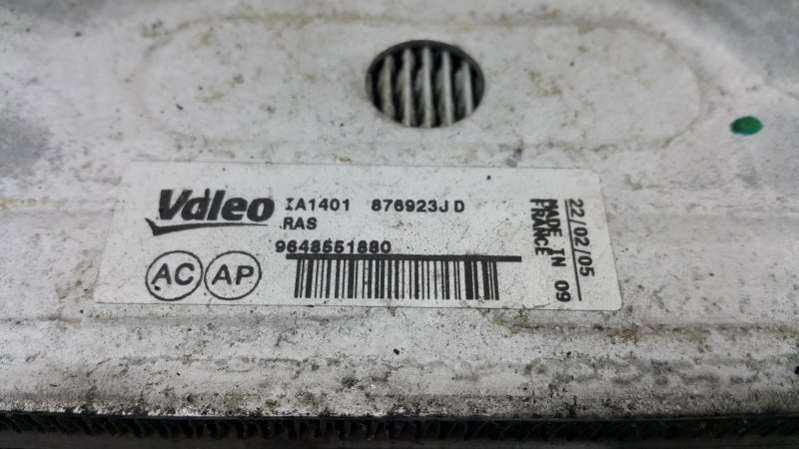 Valeo
IA1401 876923J D
RAS
9648551880
AC AP
22/02/05
MADE IN 09
FRANCE